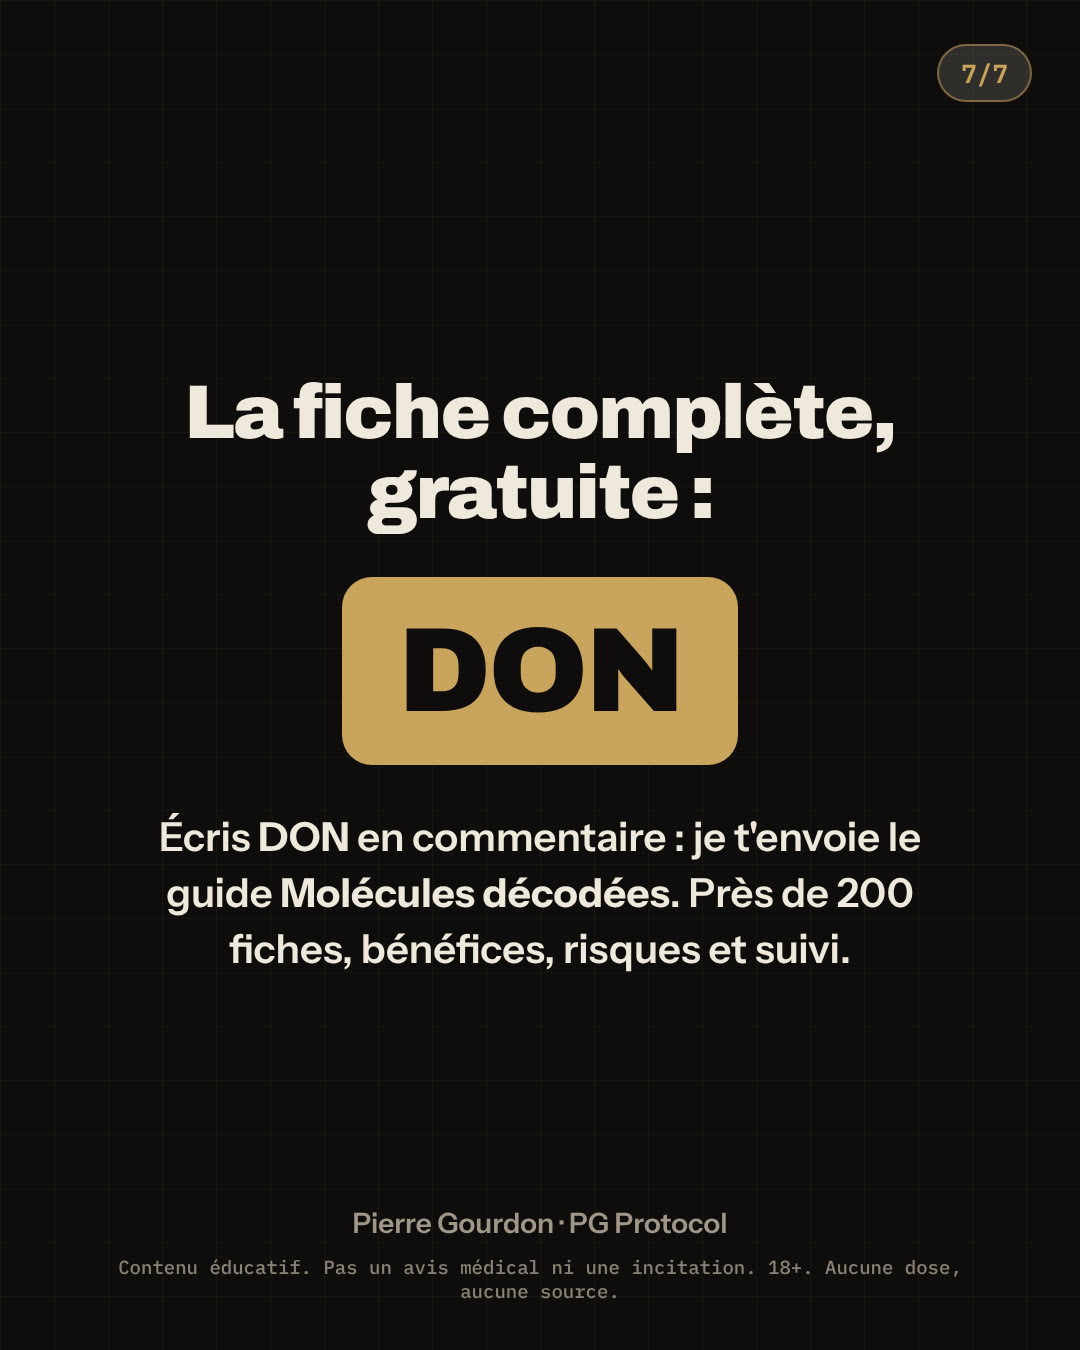 7/7
La fiche complète,
gratuite :
DON
Écris DON en commentaire : je t'envoie le
guide Molécules décodées. Près de 200
fiches, bénéfices, risques et suivi.
Pierre Gourdon · PG Protocol
Contenu éducatif. Pas un avis médical ni une incitation. 18+. Aucune dose,
aucune source.